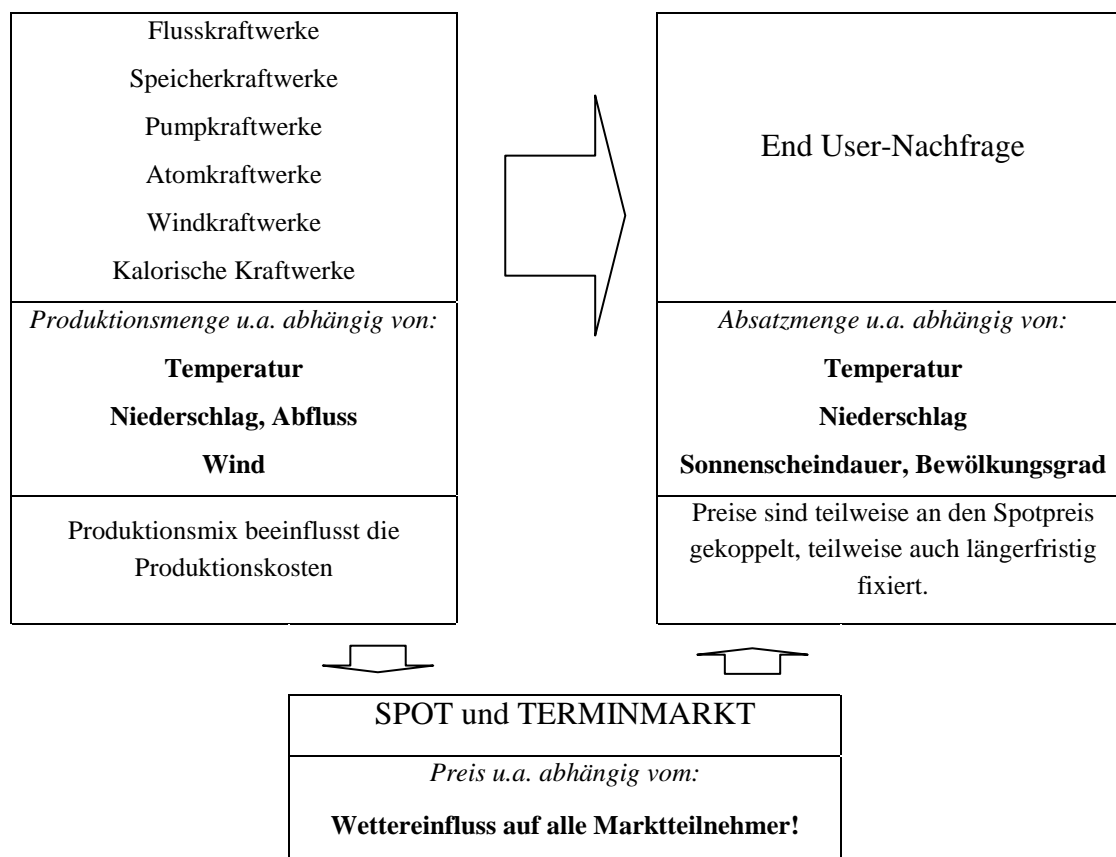 Flusskraftwerke
Speicherkraftwerke
Pumpkraftwerke
Atomkraftwerke
Windkraftwerke
Kalorische Kraftwerke
Produktionsmenge u.a. abhängig von:
Temperatur
Niederschlag, Abfluss
Wind
Produktionsmix beeinflusst die
Produktionskosten
End User-Nachfrage
Absatzmenge u.a. abhängig von:
Temperatur
Niederschlag
Sonnenscheindauer, Bewölkungsgrad
Preise sind teilweise an den Spotpreis
gekoppelt, teilweise auch längerfristig
fixiert.
SPOT und TERMINMARKT
Preis u.a. abhängig vom:
Wettereinfluss auf alle Marktteilnehmer!